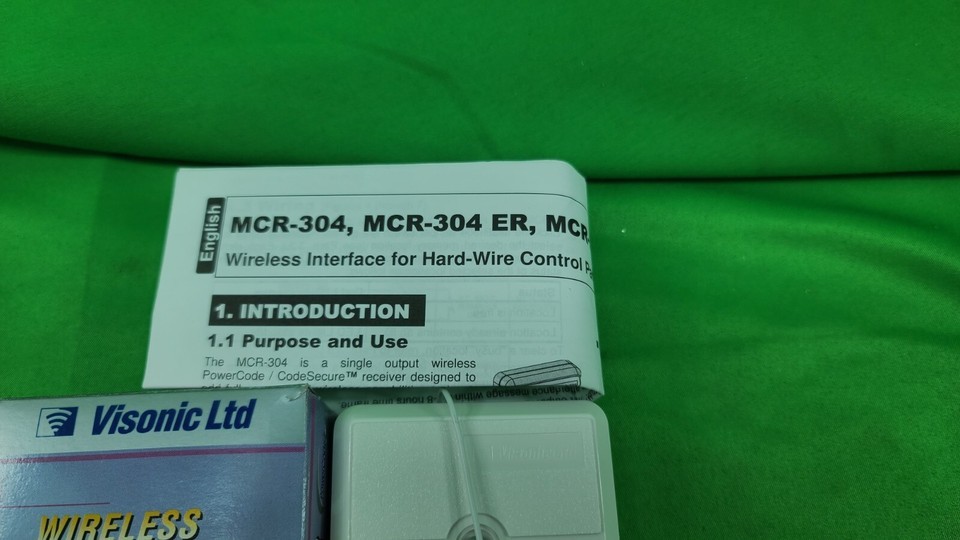 English
MCR-304, MCR-304 ER, MCR
Wireless Interface for Hard-Wire Control
1. INTRODUCTION
1.1 Purpose and Use
The MCR-304 is a single output wireless
PowerCode / CodeSecure™ receiver designed to
Visonic Ltd
WIRELESS